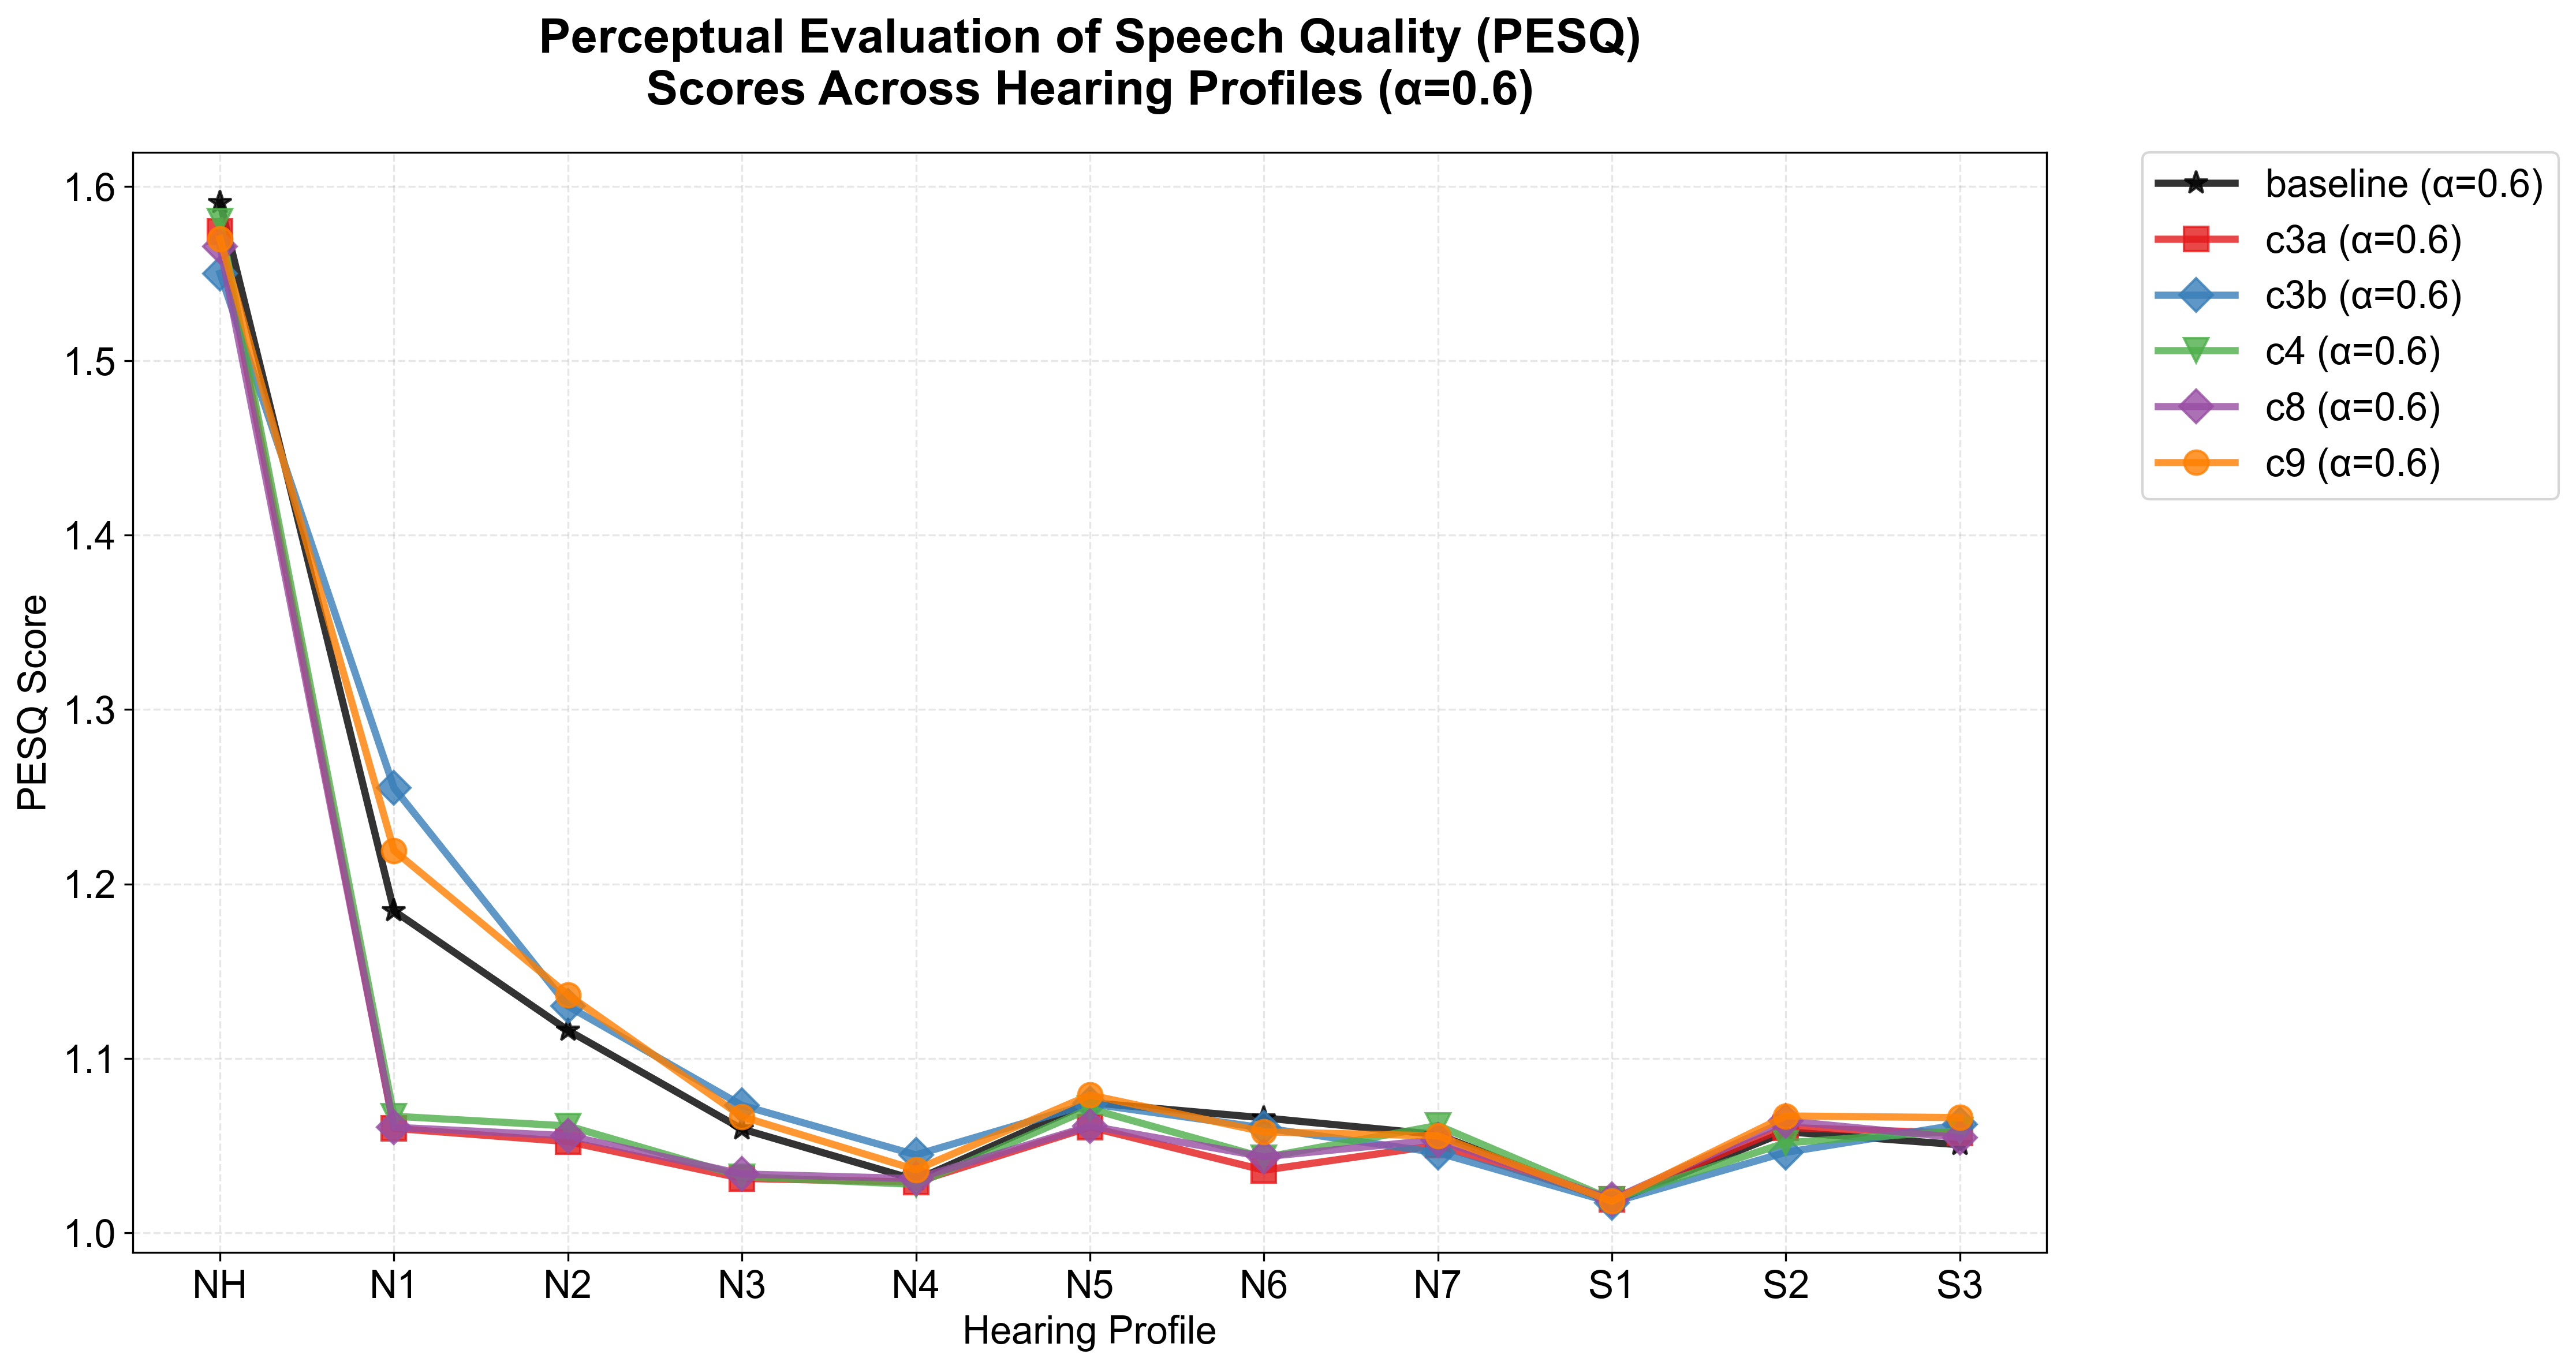 Perceptual Evaluation of Speech Quality (PESQ)
Scores Across Hearing Profiles (α=0.6)
1.6
1.5
1.4
1.3
1.2
1.1
1.0
PESQ Score
NH N1 N2 N3 N4 N5 N6 N7 S1 S2 S3
Hearing Profile
baseline (α=0.6)
c3a (α=0.6)
c3b (α=0.6)
c4 (α=0.6)
c8 (α=0.6)
c9 (α=0.6)